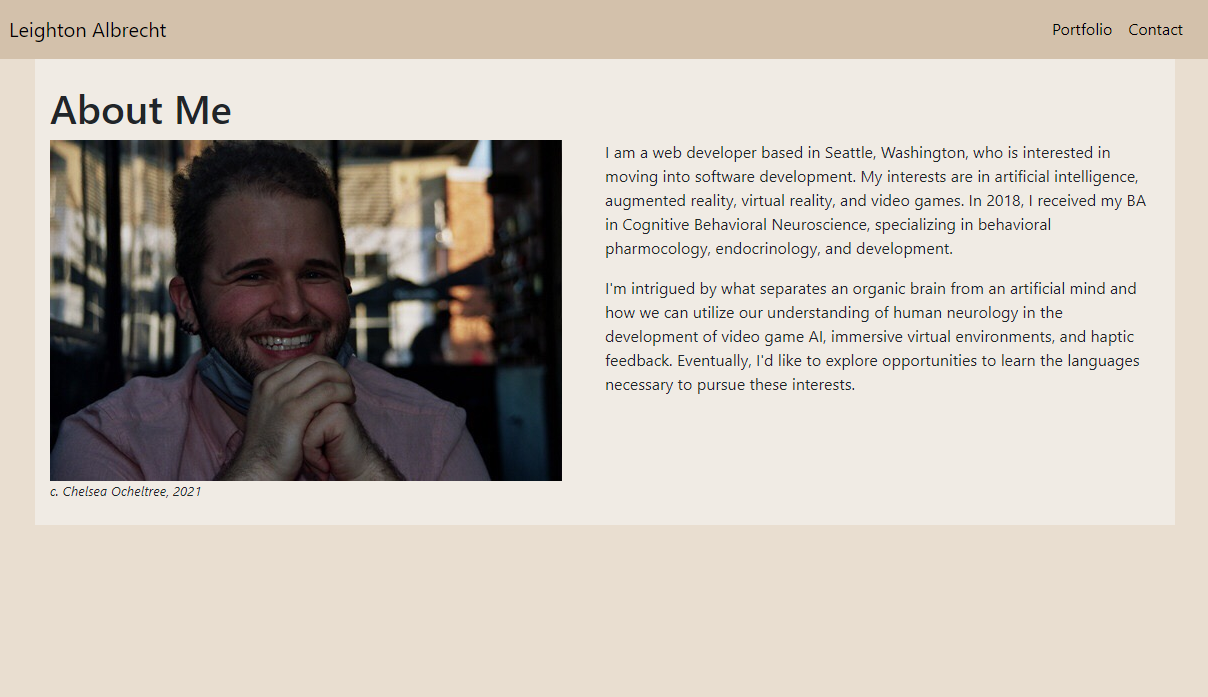 Leighton Albrecht
Portfolio
Contact
About Me
I am a web developer based in Seattle, Washington, who is interested in
moving into software development. My interests are in artificial intelligence,
augmented reality, virtual reality, and video games. In 2018, I received my BA
in Cognitive Behavioral Neuroscience, specializing in behavioral
pharmocology, endocrinology, and development.
I'm intrigued by what separates an organic brain from an artificial mind and
how we can utilize our understanding of human neurology in the
development of video game AI, immersive virtual environments, and haptic
feedback. Eventually, I'd like to explore opportunities to learn the languages
necessary to pursue these interests.
c. Chelsea Ocheltree, 2021